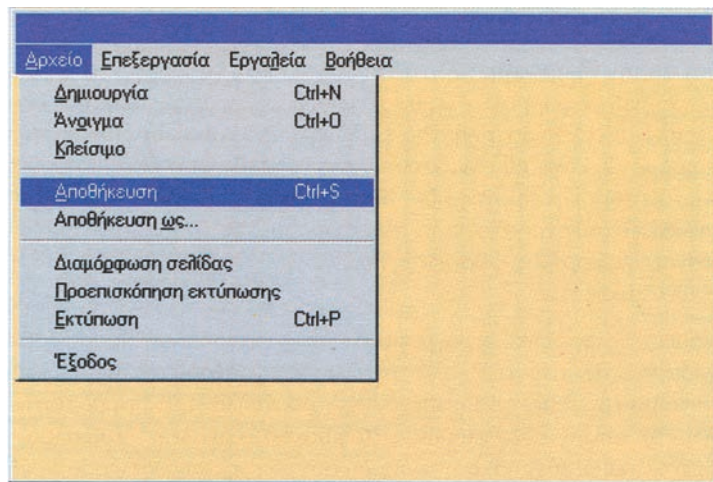 Αρχείο Επεξεργασία Εργαλεία Βοήθεια
Δημιουργία Ctrl+N
Άνοιγμα Ctrl+O
Κλείσιμο
Αποθήκευση Ctrl+S
Αποθήκευση ως...
Διαμόρφωση σελίδας
Προεπισκόπηση εκτύπωσης
Εκτύπωση Ctrl+P
Έξοδος